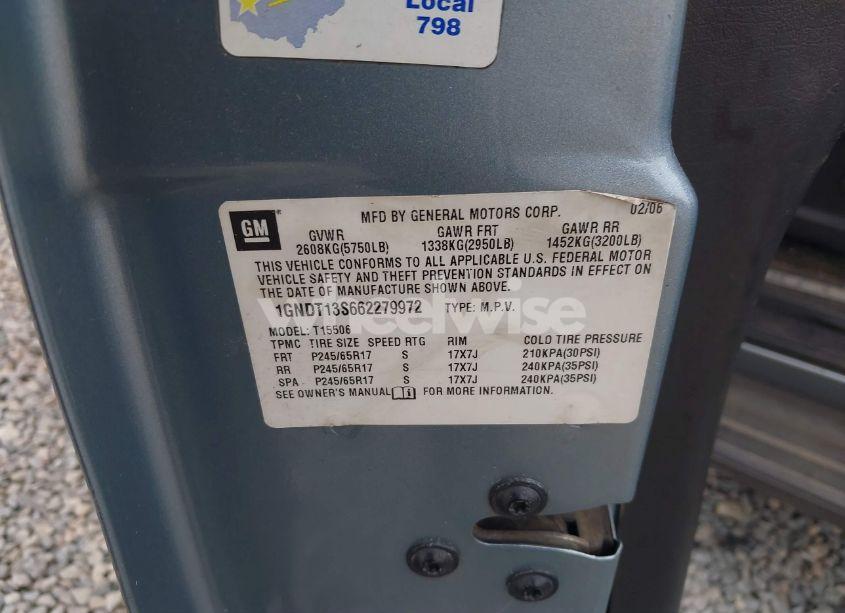 Local
798
GM
MFD BY GENERAL MOTORS CORP. 02/06
GVWR GAWR FRT GAWR RR
2608KG(5750LB) 1338KG(2950LB) 1452KG(3200LB)
THIS VEHICLE CONFORMS TO ALL APPLICABLE U.S. FEDERAL MOTOR
VEHICLE SAFETY AND THEFT PREVENTION STANDARDS IN EFFECT ON
THE DATE OF MANUFACTURE SHOWN ABOVE.
1GNDT13S662279972 TYPE: M.P.V.
wheelwise
MODEL: T15506
TPMC TIRE SIZE SPEED RTG RIM COLD TIRE PRESSURE
FRT P245/65R17 S 17X7J 210KPA(30PSI)
RR P245/65R17 S 17X7J 240KPA(35PSI)
SPA P245/65R17 S 17X7J 240KPA(35PSI)
SEE OWNER'S MANUAL FOR MORE INFORMATION.